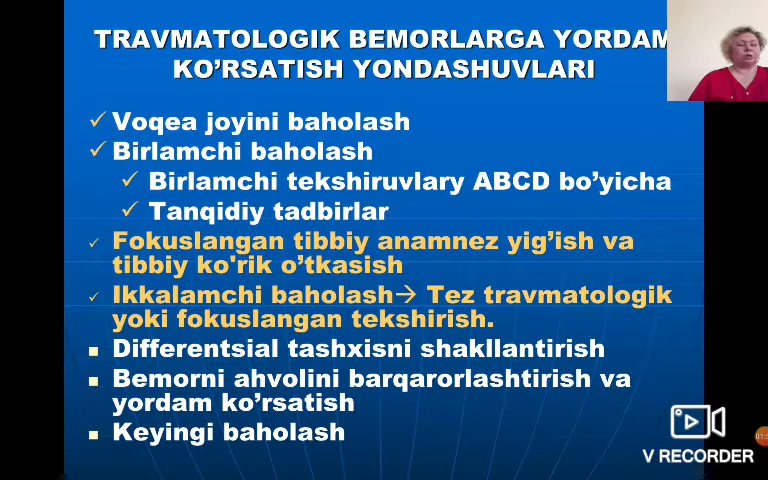 TRAVMATOLOGIK BEMORLARGA YORDAM
KO’RSATISH YONDASHUVLARI
Voqea joyini baholash
Birlamchi baholash
Birlamchi tekshiruvlary ABCD bo’yicha
Tanqidiy tadbirlar
Fokuslangan tibbiy anamnez yig’ish va
tibbiy ko'rik o’tkasish
Ikkalamchi baholash→ Tez travmatologik
yoki fokuslangan tekshirish.
Differentsial tashxisni shakllantirish
Bemorni ahvolini barqarorlashtirish va
yordam ko’rsatish
Keyingi baholash
V RECORDER